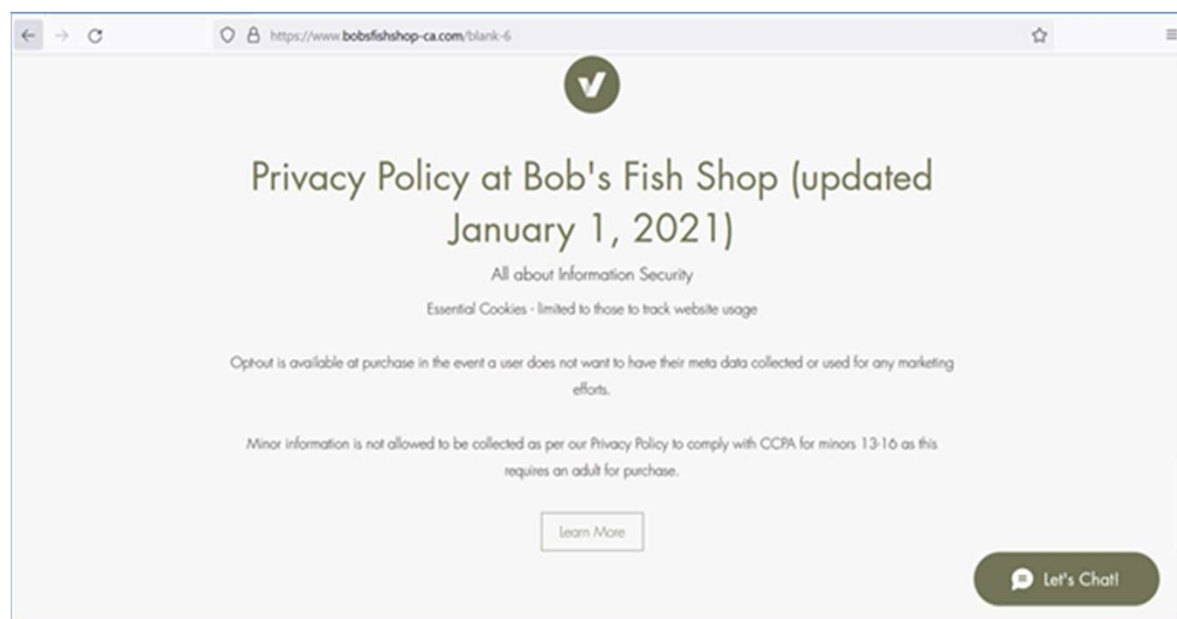 https://www.bobsfishshop-ca.com/blank-6
Privacy Policy at Bob's Fish Shop (updated
January 1, 2021)
All about Information Security
Essential Cookies - limited to those to track website usage
Opt-out is available at purchase in the event a user does not want to have their meta data collected or used for any marketing
efforts.
Minor information is not allowed to be collected as per our Privacy Policy to comply with CCPA for minors 13-16 as this
requires an adult for purchase.
Learn More
Let's Chat!